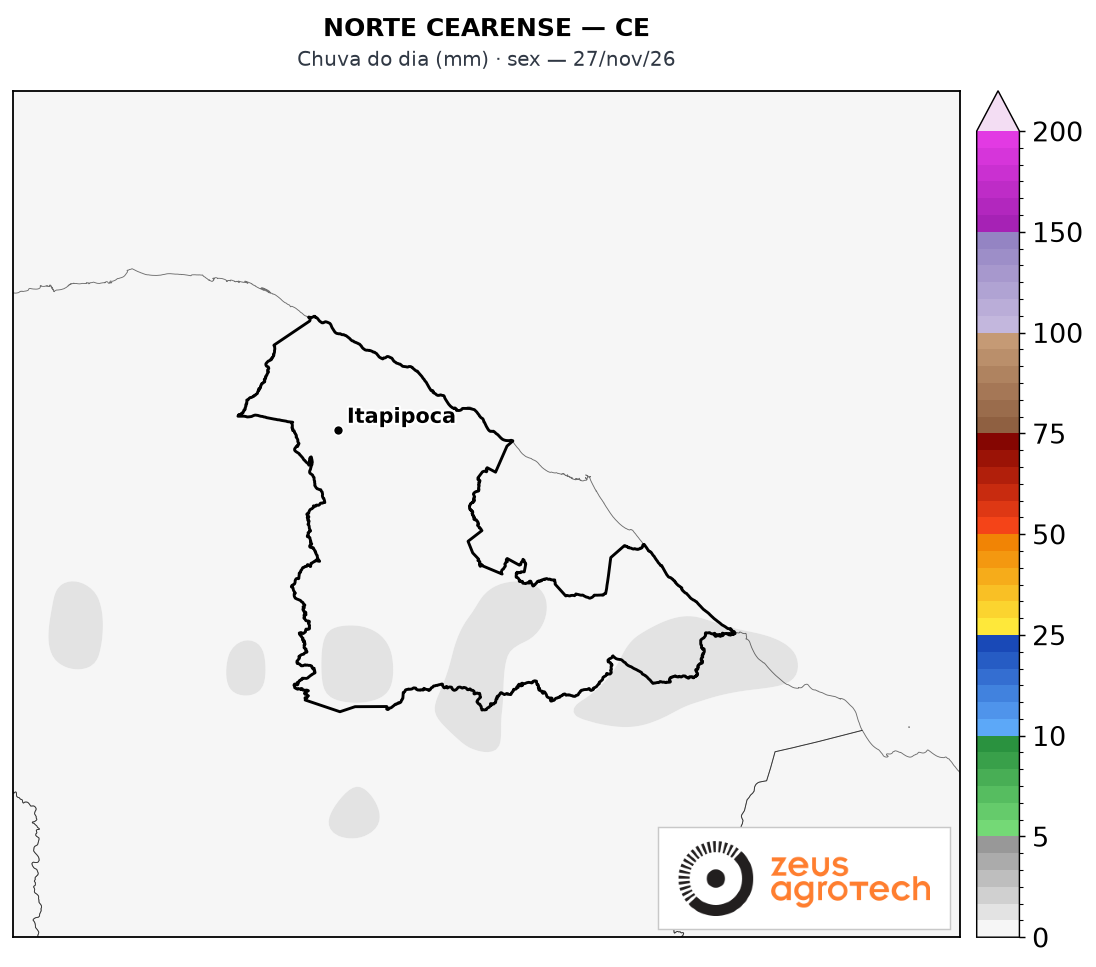 NORTE CEARENSE — CE
Chuva do dia (mm) · sex — 27/nov/26
200
150
100
75
50
25
10
5
0
Itapipoca
zeus
agrotech